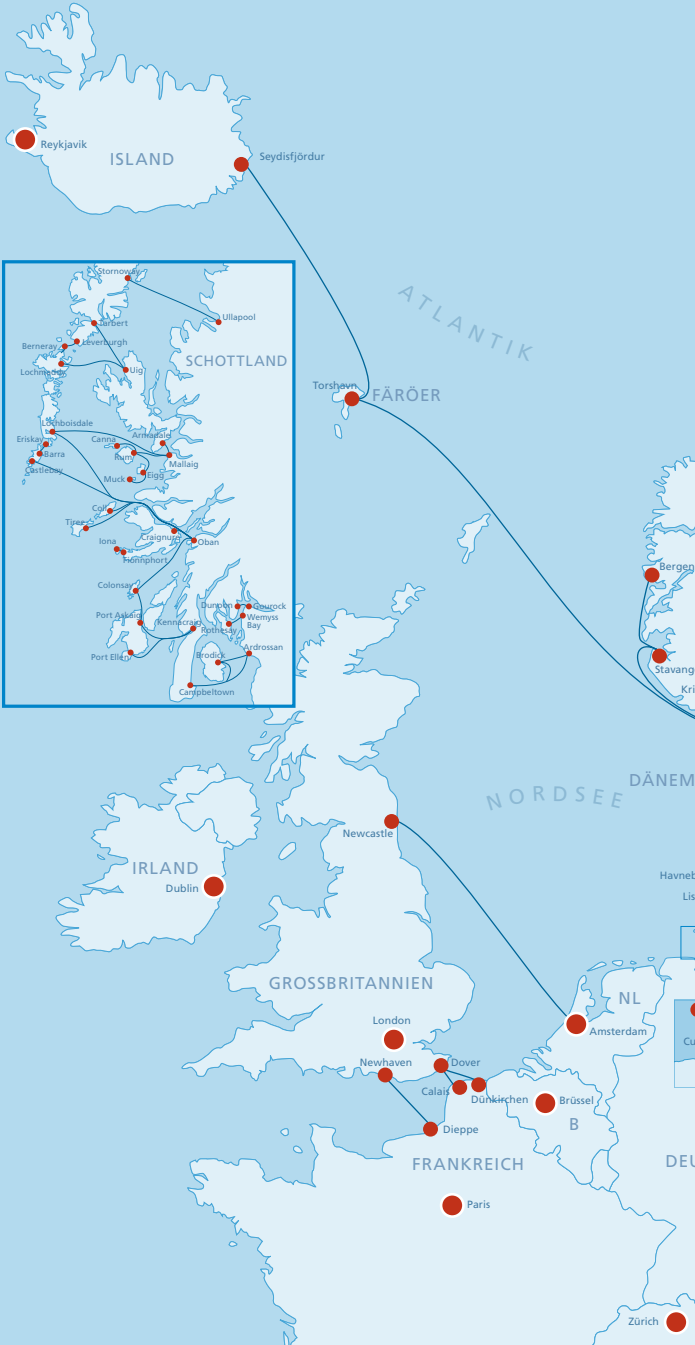 Reykjavik
ISLAND
Seydisfjördur
Stornoway
ATLANTIK
Ullapool
Tarbert
Leverburgh
Berneray
SCHOTTLAND
Lochmaddy
Uig
Torshavn
FÄRÖER
Lochboisdale
Eriskay
Canna
Armadale
Barra
Rum
Mallaig
Castlebay
Muck
Eigg
Coll
Tiree
Craignure
Iona
Oban
Fionnphort
Bergen
Colonsay
Dunoon
Gourock
Port Askaig
Kennacraig
Wemyss
Bay
Rothesay
Port Ellen
Brodick
Ardrossan
Stavang
Campbeltown
Kri
DÄNEM
NORDSEE
Newcastle
IRLAND
Dublin
Havneb
Lis
GROSSBRITANNIEN
NL
London
Amsterdam
Cu
Newhaven
Dover
Calais
Dünkirchen
Brüssel
B
Dieppe
FRANKREICH
DEU
Paris
Zürich